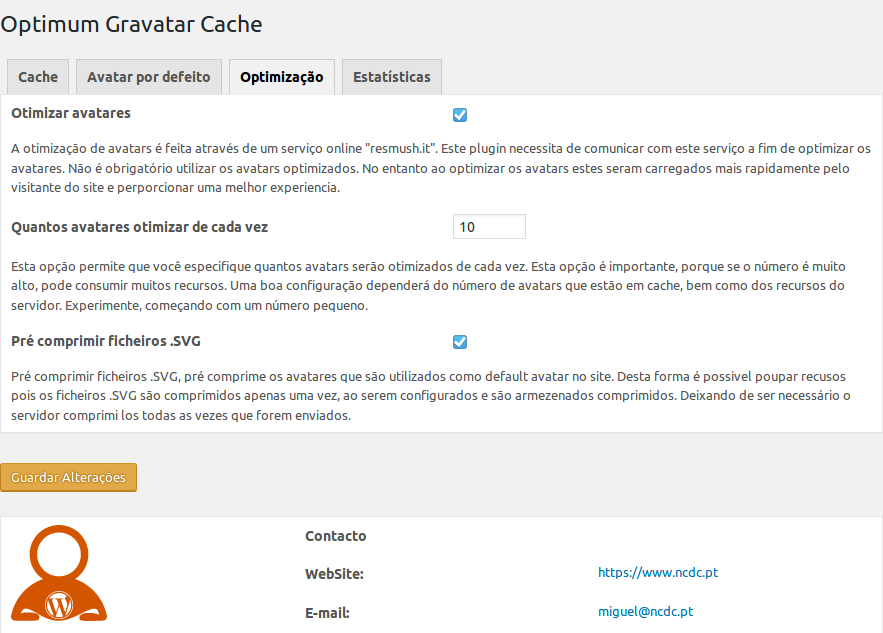 Optimum Gravatar Cache
Cache
Avatar por defeito
Optimização
Estatísticas
Otimizar avatares
A otimização de avatars é feita através de um serviço online "resmush.it". Este plugin necessita de comunicar com este serviço a fim de optimizar os
avatares. Não é obrigatório utilizar os avatars optimizados. No entanto ao optimizar os avatars estes seram carregados mais rapidamente pelo
visitante do site e perporcionar uma melhor experiencia.
Quantos avatares otimizar de cada vez
10
Esta opção permite que você especifique quantos avatars serão otimizados de cada vez. Esta opção é importante, porque se o número é muito
alto, pode consumir muitos recursos. Uma boa configuração dependerá do número de avatars que estão em cache, bem como dos recursos do
servidor. Experimente, começando com um número pequeno.
Pré comprimir ficheiros .SVG
Pré comprimir ficheiros .SVG, pré comprime os avatares que são utilizados como default avatar no site. Desta forma é possivel poupar recusos
pois os ficheiros .SVG são comprimidos apenas uma vez, ao serem configurados e são armezenados comprimidos. Deixando de ser necessário o
servidor comprimi los todas as vezes que forem enviados.
Guardar Alterações
Contacto
WebSite:
https://www.ncdc.pt
E-mail:
miguel@ncdc.pt